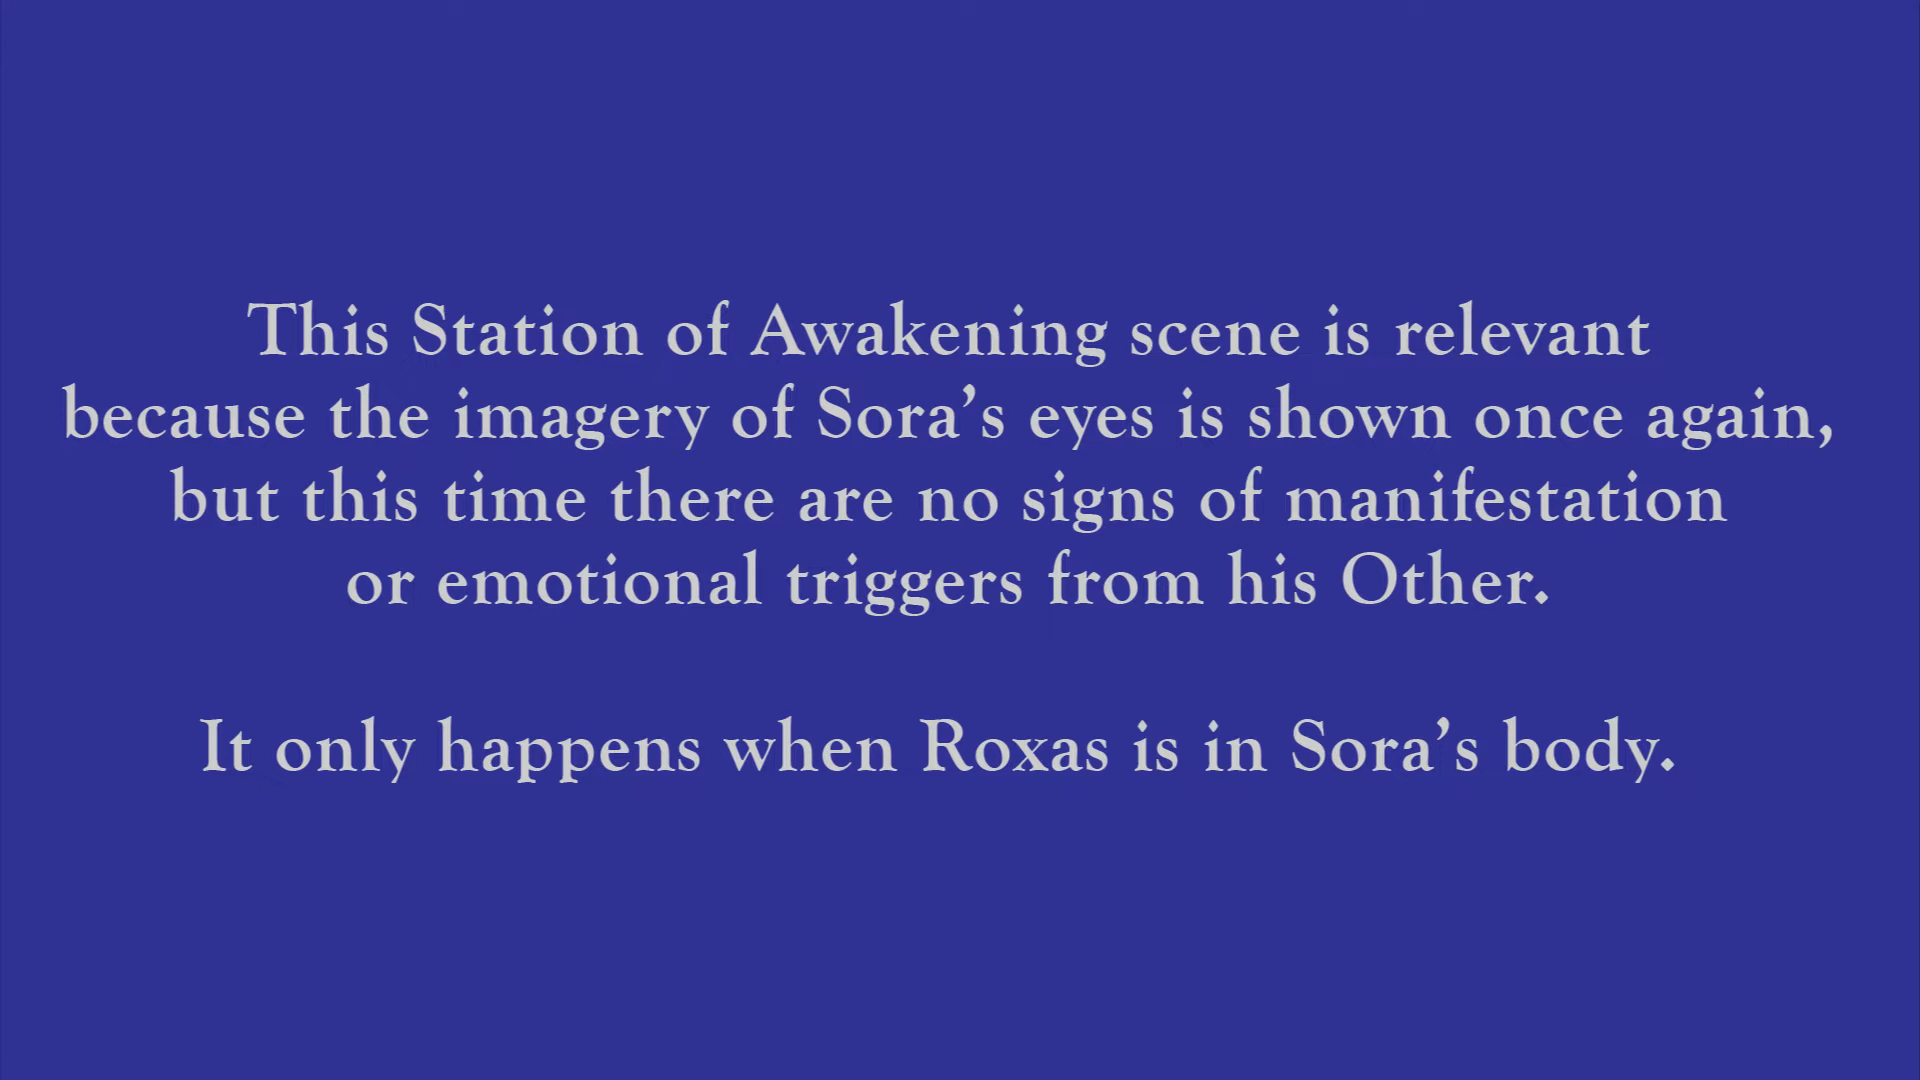 This Station of Awakening scene is relevant
because the imagery of Sora’s eyes is shown once again,
but this time there are no signs of manifestation
or emotional triggers from his Other.
It only happens when Roxas is in Sora’s body.